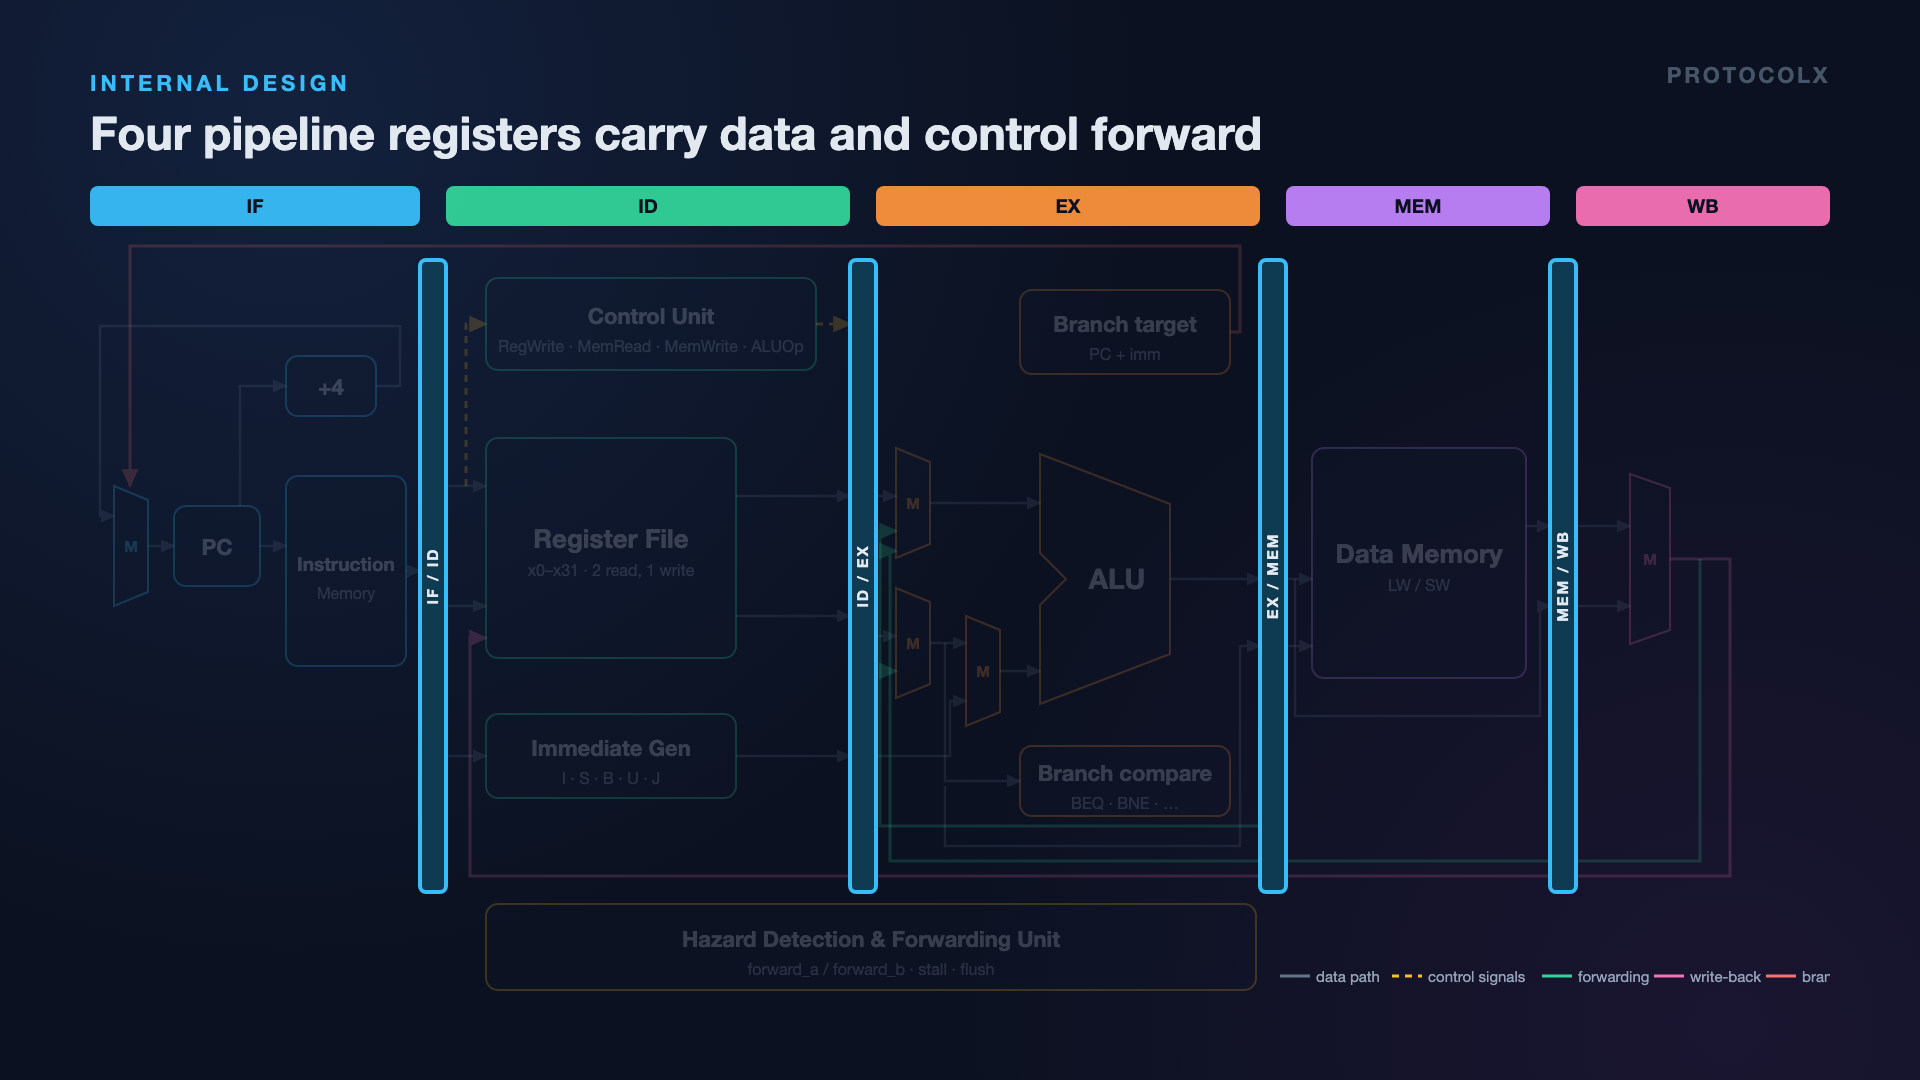 INTERNAL DESIGN
PROTOCOLX
Four pipeline registers carry data and control forward
IF
ID
EX
MEM
WB
Control Unit
RegWrite · MemRead · MemWrite · ALUOp
Branch target
PC + imm
+4
M
PC
Instruction
Memory
IF / ID
Register File
x0–x31 · 2 read, 1 write
Immediate Gen
I · S · B · U · J
ID / EX
M
M
M
ALU
Branch compare
BEQ · BNE · …
EX / MEM
Data Memory
LW / SW
MEM / WB
M
Hazard Detection & Forwarding Unit
forward_a / forward_b · stall · flush
data path
control signals
forwarding
write-back
brar